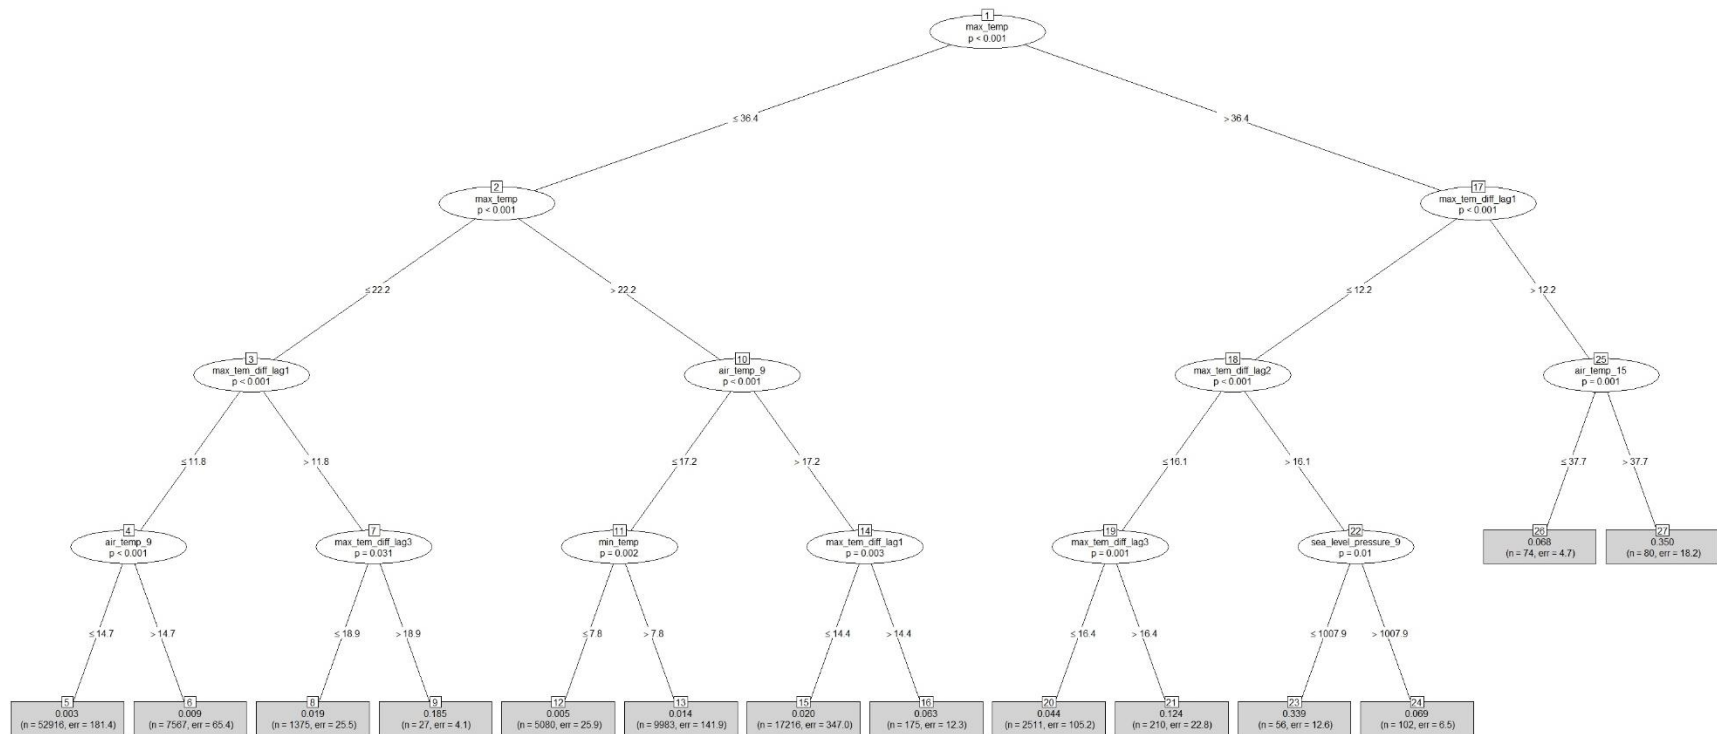 1
max_temp
p < 0.001
≤ 36.4
> 36.4
2
max_temp
p < 0.001
17
max_tem_diff_lag1
p < 0.001
≤ 22.2
> 22.2
≤ 12.2
> 12.2
3
max_tem_diff_lag1
p < 0.001
10
air_temp_9
p < 0.001
18
max_tem_diff_lag2
p < 0.001
25
air_temp_15
p = 0.001
≤ 11.8
> 11.8
≤ 17.2
> 17.2
≤ 16.1
> 16.1
≤ 37.7
> 37.7
4
air_temp_9
p < 0.001
7
max_tem_diff_lag3
p = 0.031
11
min_temp
p = 0.002
14
max_tem_diff_lag1
p = 0.003
19
max_tem_diff_lag3
p = 0.001
22
sea_level_pressure_9
p = 0.01
26
0.068
(n = 74, err = 4.7)
27
0.350
(n = 80, err = 18.2)
≤ 14.7
> 14.7
≤ 18.9
> 18.9
≤ 7.8
> 7.8
≤ 14.4
> 14.4
≤ 16.4
> 16.4
≤ 1007.9
> 1007.9
5
0.003
(n = 52916, err = 181.4)
6
0.009
(n = 7567, err = 65.4)
8
0.019
(n = 1375, err = 25.5)
9
0.185
(n = 27, err = 4.1)
12
0.005
(n = 5080, err = 25.9)
13
0.014
(n = 9983, err = 141.9)
15
0.020
(n = 17216, err = 347.0)
16
0.063
(n = 175, err = 12.3)
20
0.044
(n = 2511, err = 105.2)
21
0.124
(n = 210, err = 22.8)
23
0.339
(n = 56, err = 12.6)
24
0.069
(n = 102, err = 6.5)